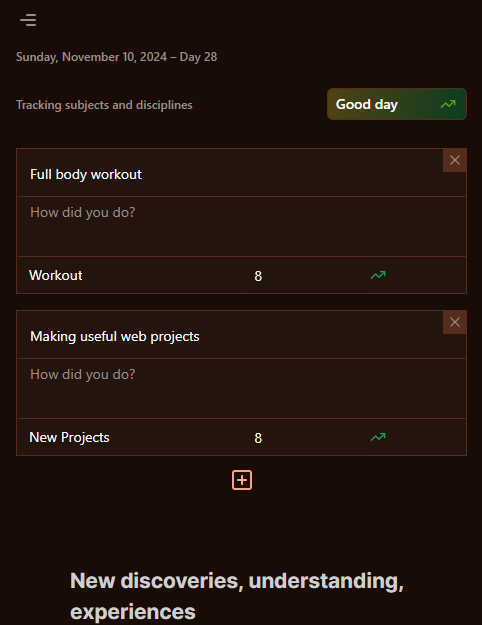 Sunday, November 10, 2024 – Day 28
Tracking subjects and disciplines
Good day
Full body workout
How did you do?
Workout 8
Making useful web projects
How did you do?
New Projects 8
New discoveries, understanding,
experiences